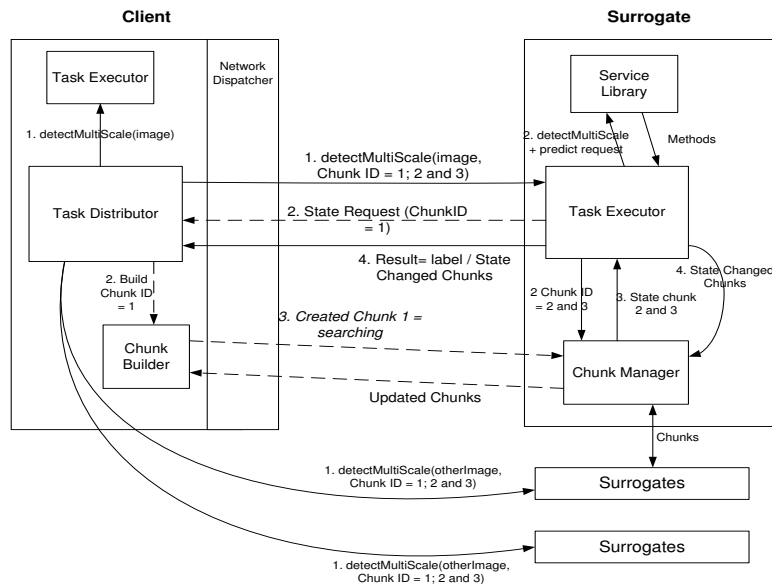 Client
Surrogate
Task Executor
Network
Dispatcher
Service
Library
1. detectMultiScale(image)
2. detectMultiScale
+ predict request
Methods
1. detectMultiScale(image,
Chunk ID = 1; 2 and 3)
Task Distributor
2. State Request (ChunkID
= 1)
Task Executor
4. Result= label / State
Changed Chunks
2. Build
Chunk ID
= 1
2 Chunk ID
= 2 and 3
3. State chunk
2 and 3
4. State Changed
Chunks
3. Created Chunk 1 =
searching
Chunk
Builder
Chunk Manager
Updated Chunks
Chunks
1. detectMultiScale(otherImage,
Chunk ID = 1; 2 and 3)
Surrogates
Surrogates
1. detectMultiScale(otherImage,
Chunk ID = 1; 2 and 3)